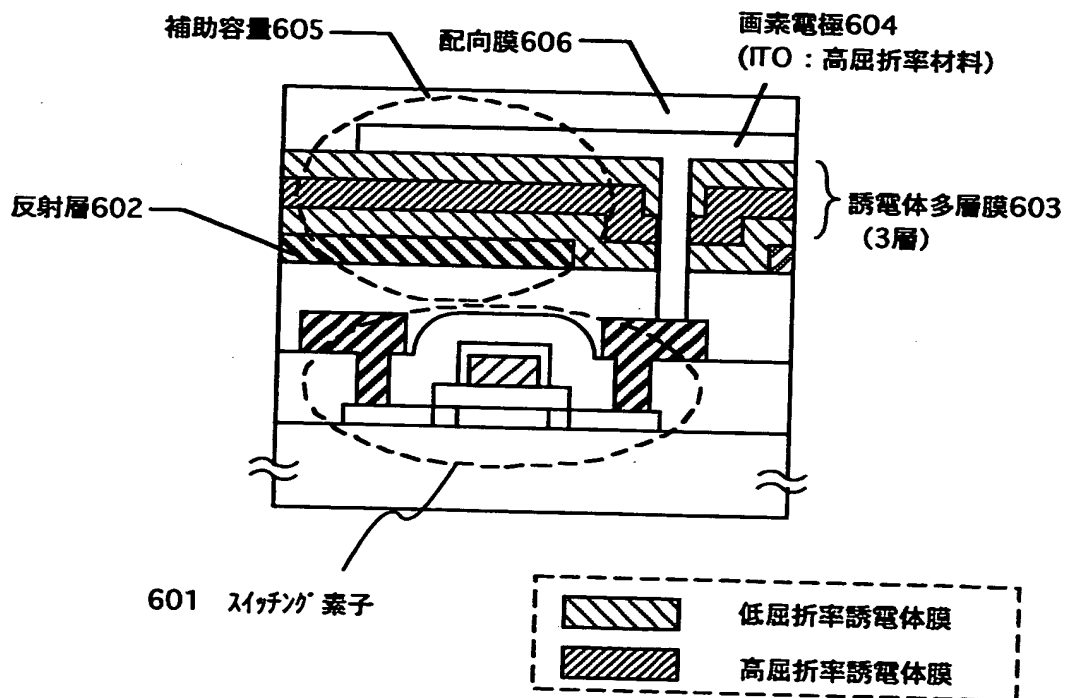 補助容量605
配向膜606
画素電極604
(ITO : 高屈折率材料)
反射層602
誘電体多層膜603
(3層)
601 ｽｲｯﾁﾝｸﾞ 素子
低屈折率誘電体膜
高屈折率誘電体膜